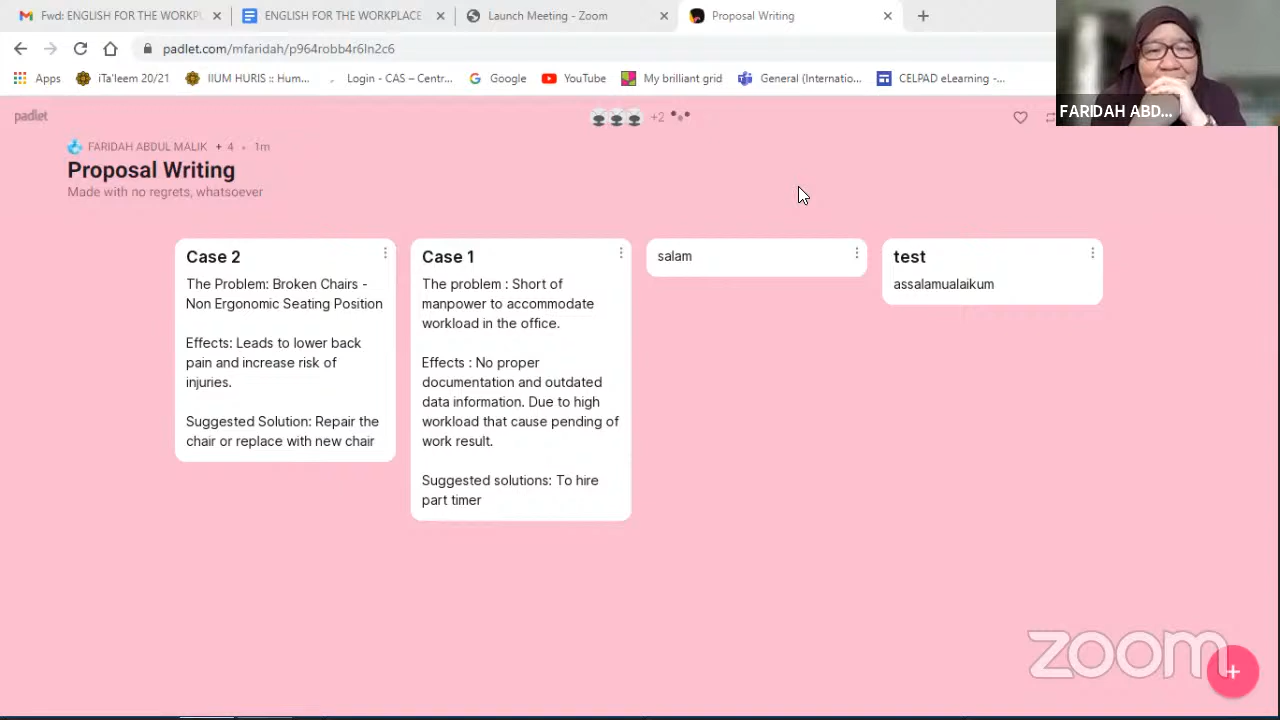 Fwd: ENGLISH FOR THE WORKPL
ENGLISH FOR THE WORKPLACE
Launch Meeting - Zoom
Proposal Writing
padlet.com/mfaridah/p964robb4r6ln2c6
Apps
iTa'leem 20/21
IIUM HURIS :: Hum...
Login - CAS – Centr...
Google
YouTube
My brilliant grid
General (Internatio...
CELPAD eLearning -...
FARIDAH ABD...
padlet
+2
FARIDAH ABDUL MALIK + 4 • 1m
Proposal Writing
Made with no regrets, whatsoever
Case 2
The Problem: Broken Chairs -
Non Ergonomic Seating Position
Effects: Leads to lower back
pain and increase risk of
injuries.
Suggested Solution: Repair the
chair or replace with new chair
Case 1
The problem : Short of
manpower to accommodate
workload in the office.
Effects : No proper
documentation and outdated
data information. Due to high
workload that cause pending of
work result.
Suggested solutions: To hire
part timer
salam
test
assalamualaikum
zoom